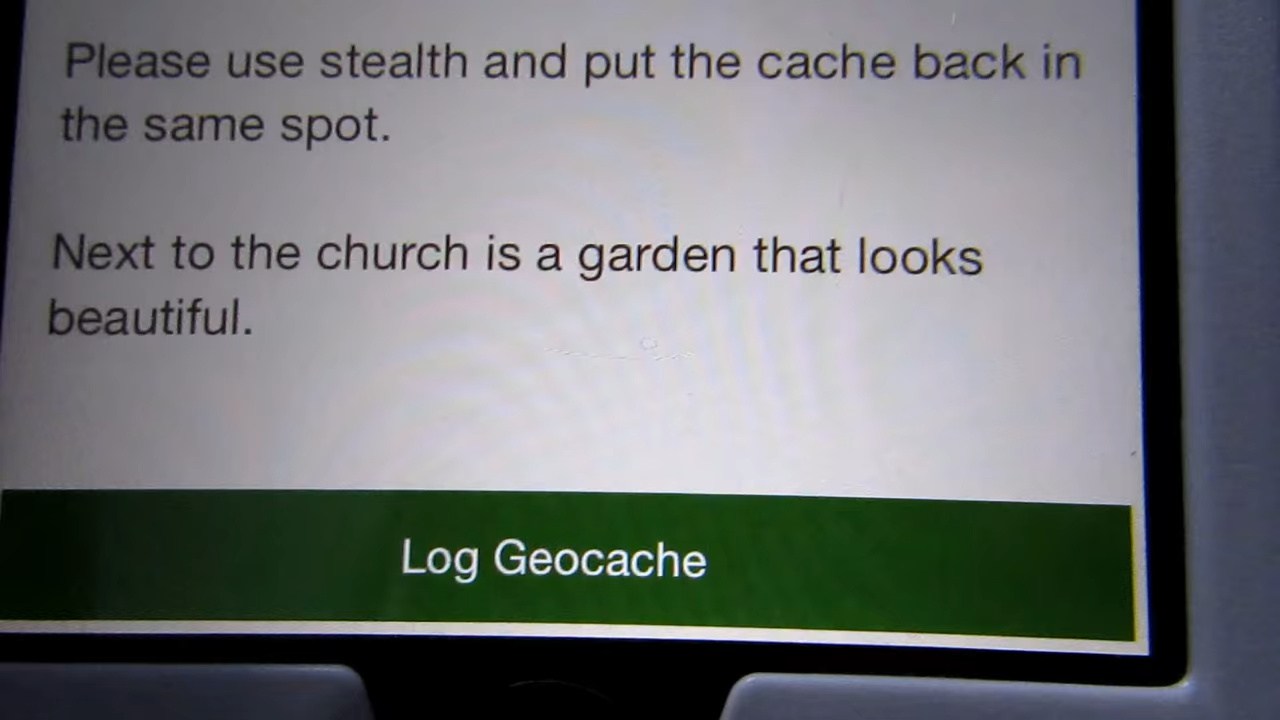 Please use stealth and put the cache back in
the same spot.
Next to the church is a garden that looks
beautiful.
Log Geocache